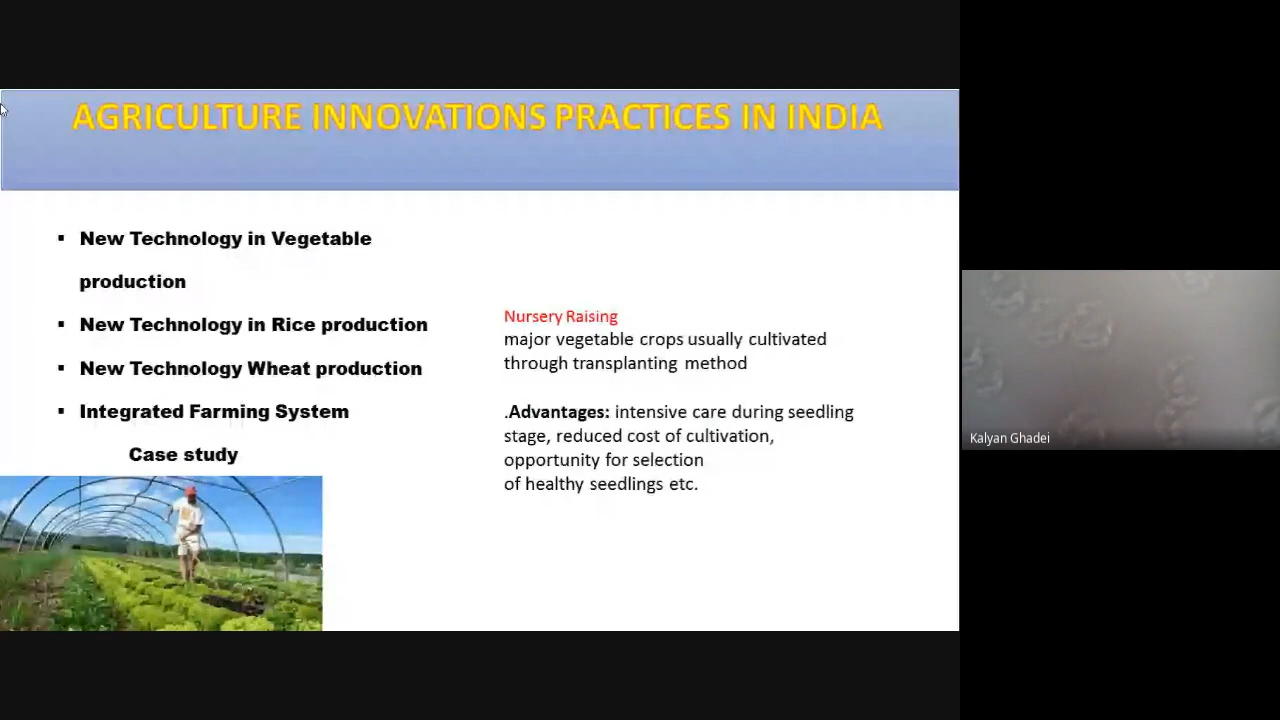 AGRICULTURE INNOVATIONS PRACTICES IN INDIA
▪ New Technology in Vegetable
production
▪ New Technology in Rice production
▪ New Technology Wheat production
▪ Integrated Farming System
Case study
Nursery Raising
major vegetable crops usually cultivated
through transplanting method
.Advantages: intensive care during seedling
stage, reduced cost of cultivation,
opportunity for selection
of healthy seedlings etc.
Kalyan Ghadei